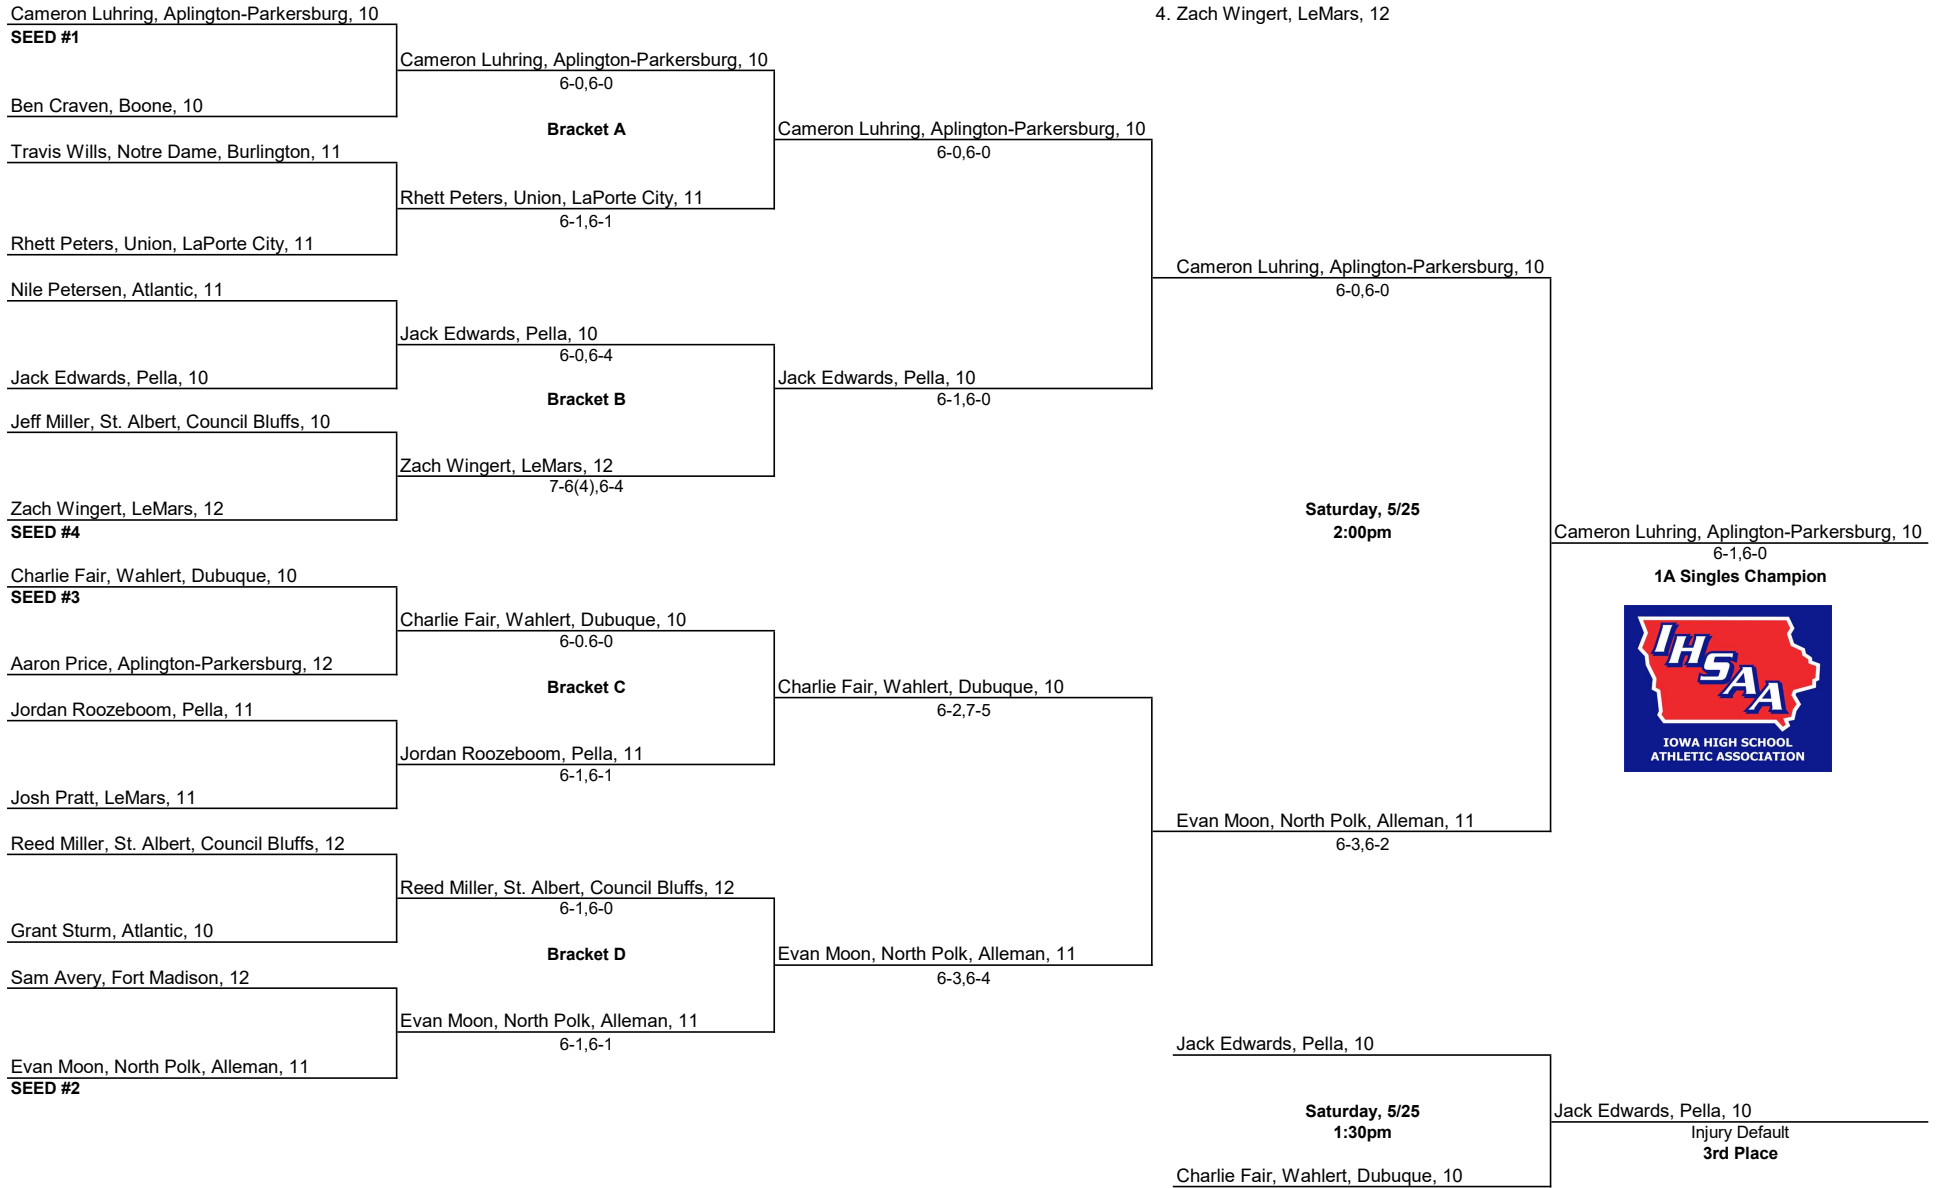 Cameron Luhring, Aplington-Parkersburg, 10
SEED #1
Ben Craven, Boone, 10
Travis Wills, Notre Dame, Burlington, 11
Rhett Peters, Union, LaPorte City, 11
Nile Petersen, Atlantic, 11
Jack Edwards, Pella, 10
Jeff Miller, St. Albert, Council Bluffs, 10
Zach Wingert, LeMars, 12
SEED #4
Charlie Fair, Wahlert, Dubuque, 10
SEED #3
Aaron Price, Aplington-Parkersburg, 12
Jordan Roozeboom, Pella, 11
Josh Pratt, LeMars, 11
Reed Miller, St. Albert, Council Bluffs, 12
Grant Sturm, Atlantic, 10
Sam Avery, Fort Madison, 12
Evan Moon, North Polk, Alleman, 11
SEED #2
Cameron Luhring, Aplington-Parkersburg, 10
6-0,6-0
Bracket A
Rhett Peters, Union, LaPorte City, 11
6-1,6-1
Jack Edwards, Pella, 10
6-0,6-4
Bracket B
Zach Wingert, LeMars, 12
7-6(4),6-4
Charlie Fair, Wahlert, Dubuque, 10
6-0.6-0
Bracket C
Jordan Roozeboom, Pella, 11
6-1,6-1
Reed Miller, St. Albert, Council Bluffs, 12
6-1,6-0
Bracket D
Evan Moon, North Polk, Alleman, 11
6-1,6-1
Cameron Luhring, Aplington-Parkersburg, 10
6-0,6-0
Jack Edwards, Pella, 10
6-1,6-0
Charlie Fair, Wahlert, Dubuque, 10
6-2,7-5
Evan Moon, North Polk, Alleman, 11
6-3,6-4
4. Zach Wingert, LeMars, 12
Cameron Luhring, Aplington-Parkersburg, 10
6-0,6-0
Saturday, 5/25
2:00pm
Evan Moon, North Polk, Alleman, 11
6-3,6-2
Cameron Luhring, Aplington-Parkersburg, 10
6-1,6-0
1A Singles Champion
IHSAA
IOWA HIGH SCHOOL
ATHLETIC ASSOCIATION
Jack Edwards, Pella, 10
Saturday, 5/25
1:30pm
Charlie Fair, Wahlert, Dubuque, 10
Jack Edwards, Pella, 10
Injury Default
3rd Place